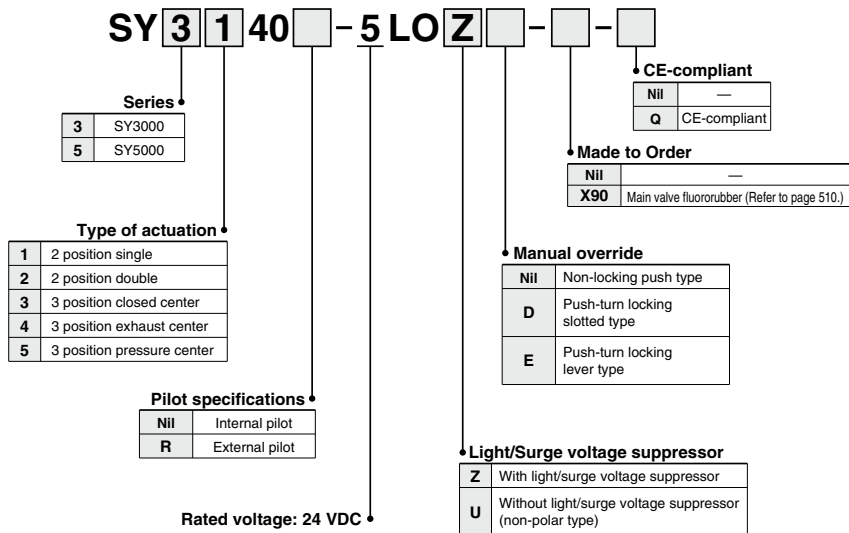 SY 3 1 40 - 5 LO Z - -
CE-compliant
Nil —
Q CE-compliant
Series
3 SY3000
5 SY5000
Made to Order
Nil —
X90 Main valve fluororubber (Refer to page 510.)
Type of actuation
1 2 position single
2 2 position double
3 3 position closed center
4 3 position exhaust center
5 3 position pressure center
Manual override
Nil Non-locking push type
D Push-turn locking
slotted type
E Push-turn locking
lever type
Pilot specifications
Nil Internal pilot
R External pilot
Light/Surge voltage suppressor
Z With light/surge voltage suppressor
U Without light/surge voltage suppressor
(non-polar type)
Rated voltage: 24 VDC